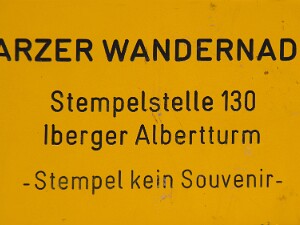 ARZER WANDERNAD
Stempelstelle 130
Iberger Albertturm
-Stempel kein Souvenir-